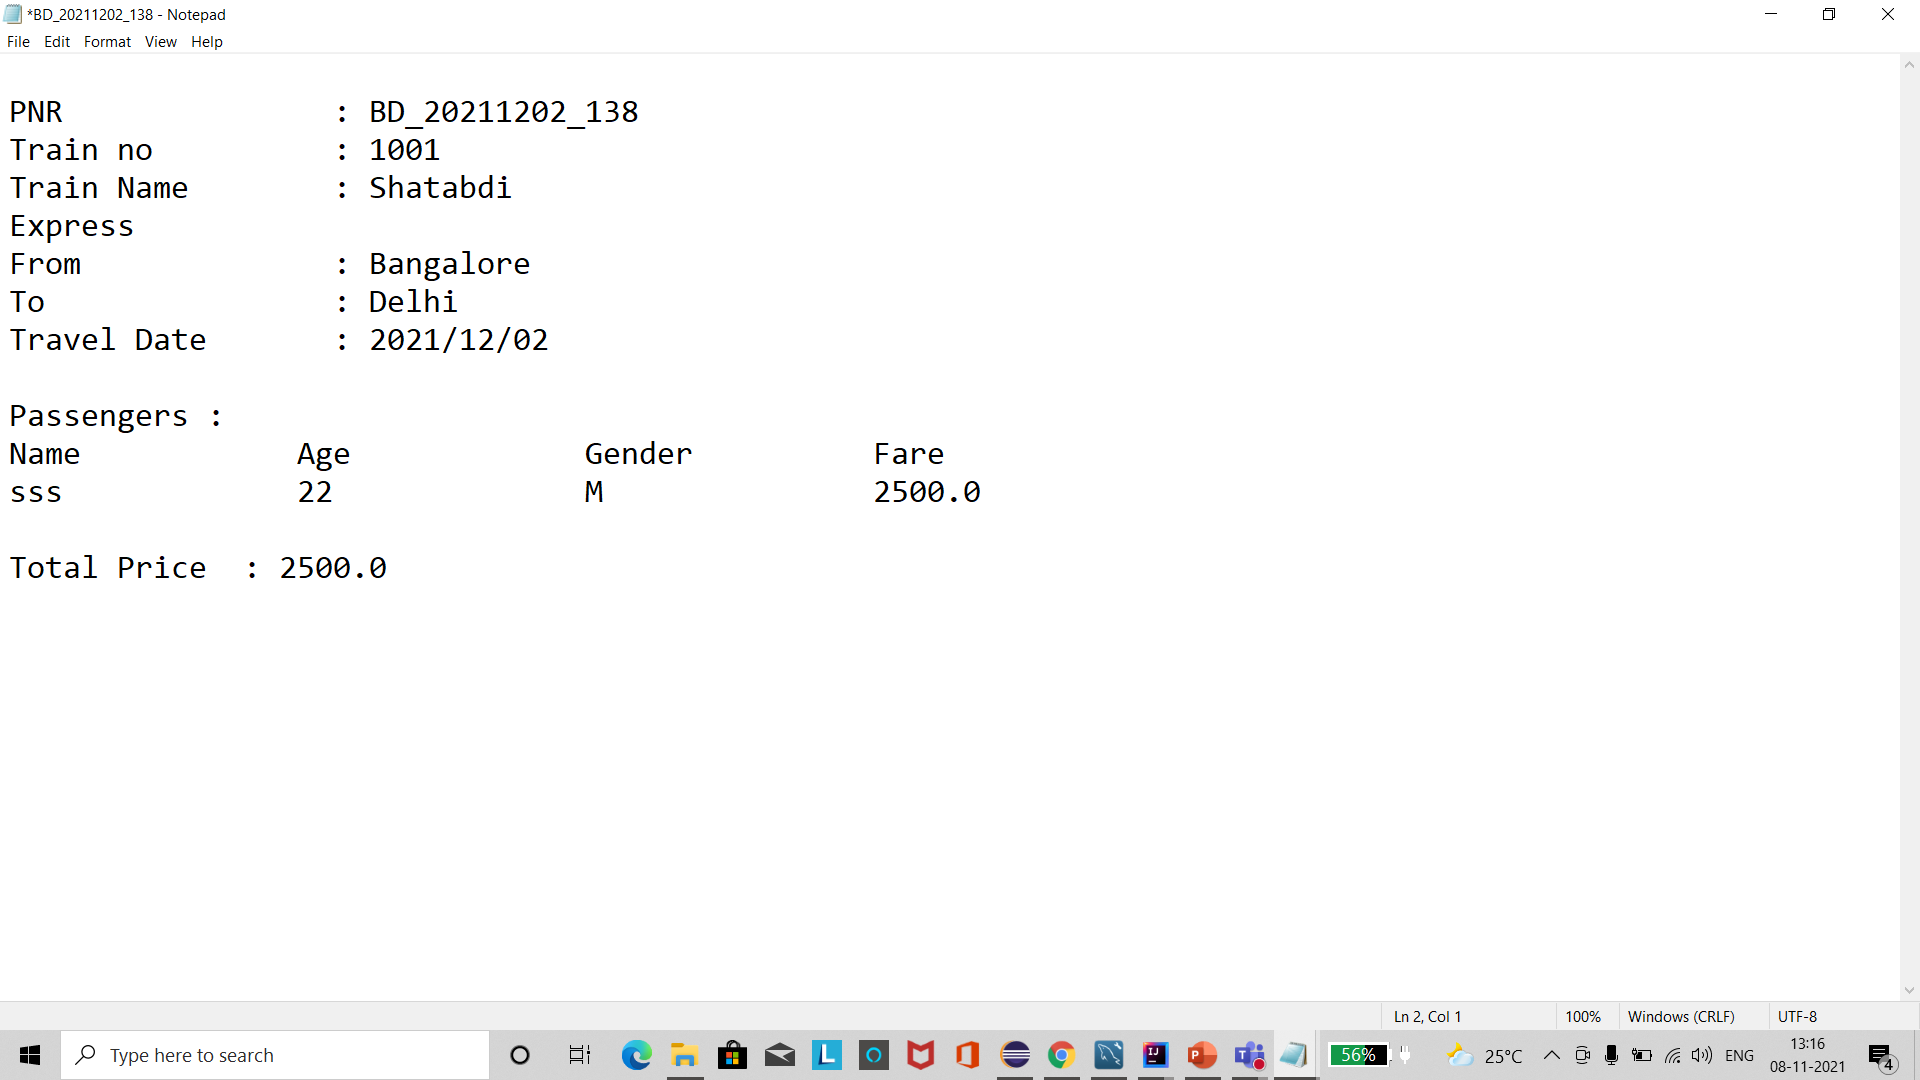 *BD_20211202_138 - Notepad
File Edit Format View Help
PNR : BD_20211202_138
Train no : 1001
Train Name : Shatabdi
Express
From : Bangalore
To : Delhi
Travel Date : 2021/12/02
Passengers :
Name Age Gender Fare
sss 22 M 2500.0
Total Price : 2500.0
Ln 2, Col 1 100% Windows (CRLF) UTF-8
Type here to search
56% 25°C ENG
13:16
08-11-2021
4